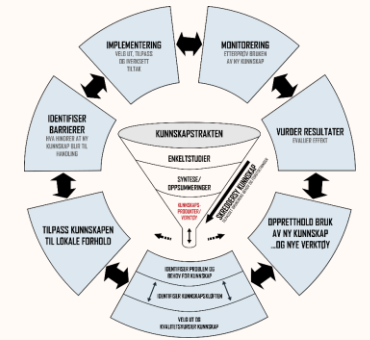 IMPLEMENTERING
VELG UT, TILPASS
OG IVERKSETT
TILTAK
MONITORERING
ETTERPRØV BRUKEN
AV NY KUNNSKAP
IDENTIFISER
BARRIERER
HVA HINDRER AT NY
KUNNSKAP BLIR TIL
HANDLING
VURDER RESULTATER
EVALUER EFFEKT
KUNNSKAPSTRAKTEN
ENKELTSTUDIER
SYNTESE/
OPPSUMMERINGER
KUNNSKAPS-
PRODUKTER/
VERKTØY
SKREDDERSY KUNNSKAP
TILPASS KUNNSKAPEN
TIL LOKALE FORHOLD
OPPRETTHOLD BRUK
AV NY KUNNSKAP
...OG NYE VERKTØY
IDENTIFISER PROBLEM OG
BEHOV FOR KUNNSKAP
IDENTIFISER KUNNSKAPSKLØFTEN
VELG UT OG
KVALITETSVURDER KUNNSKAP